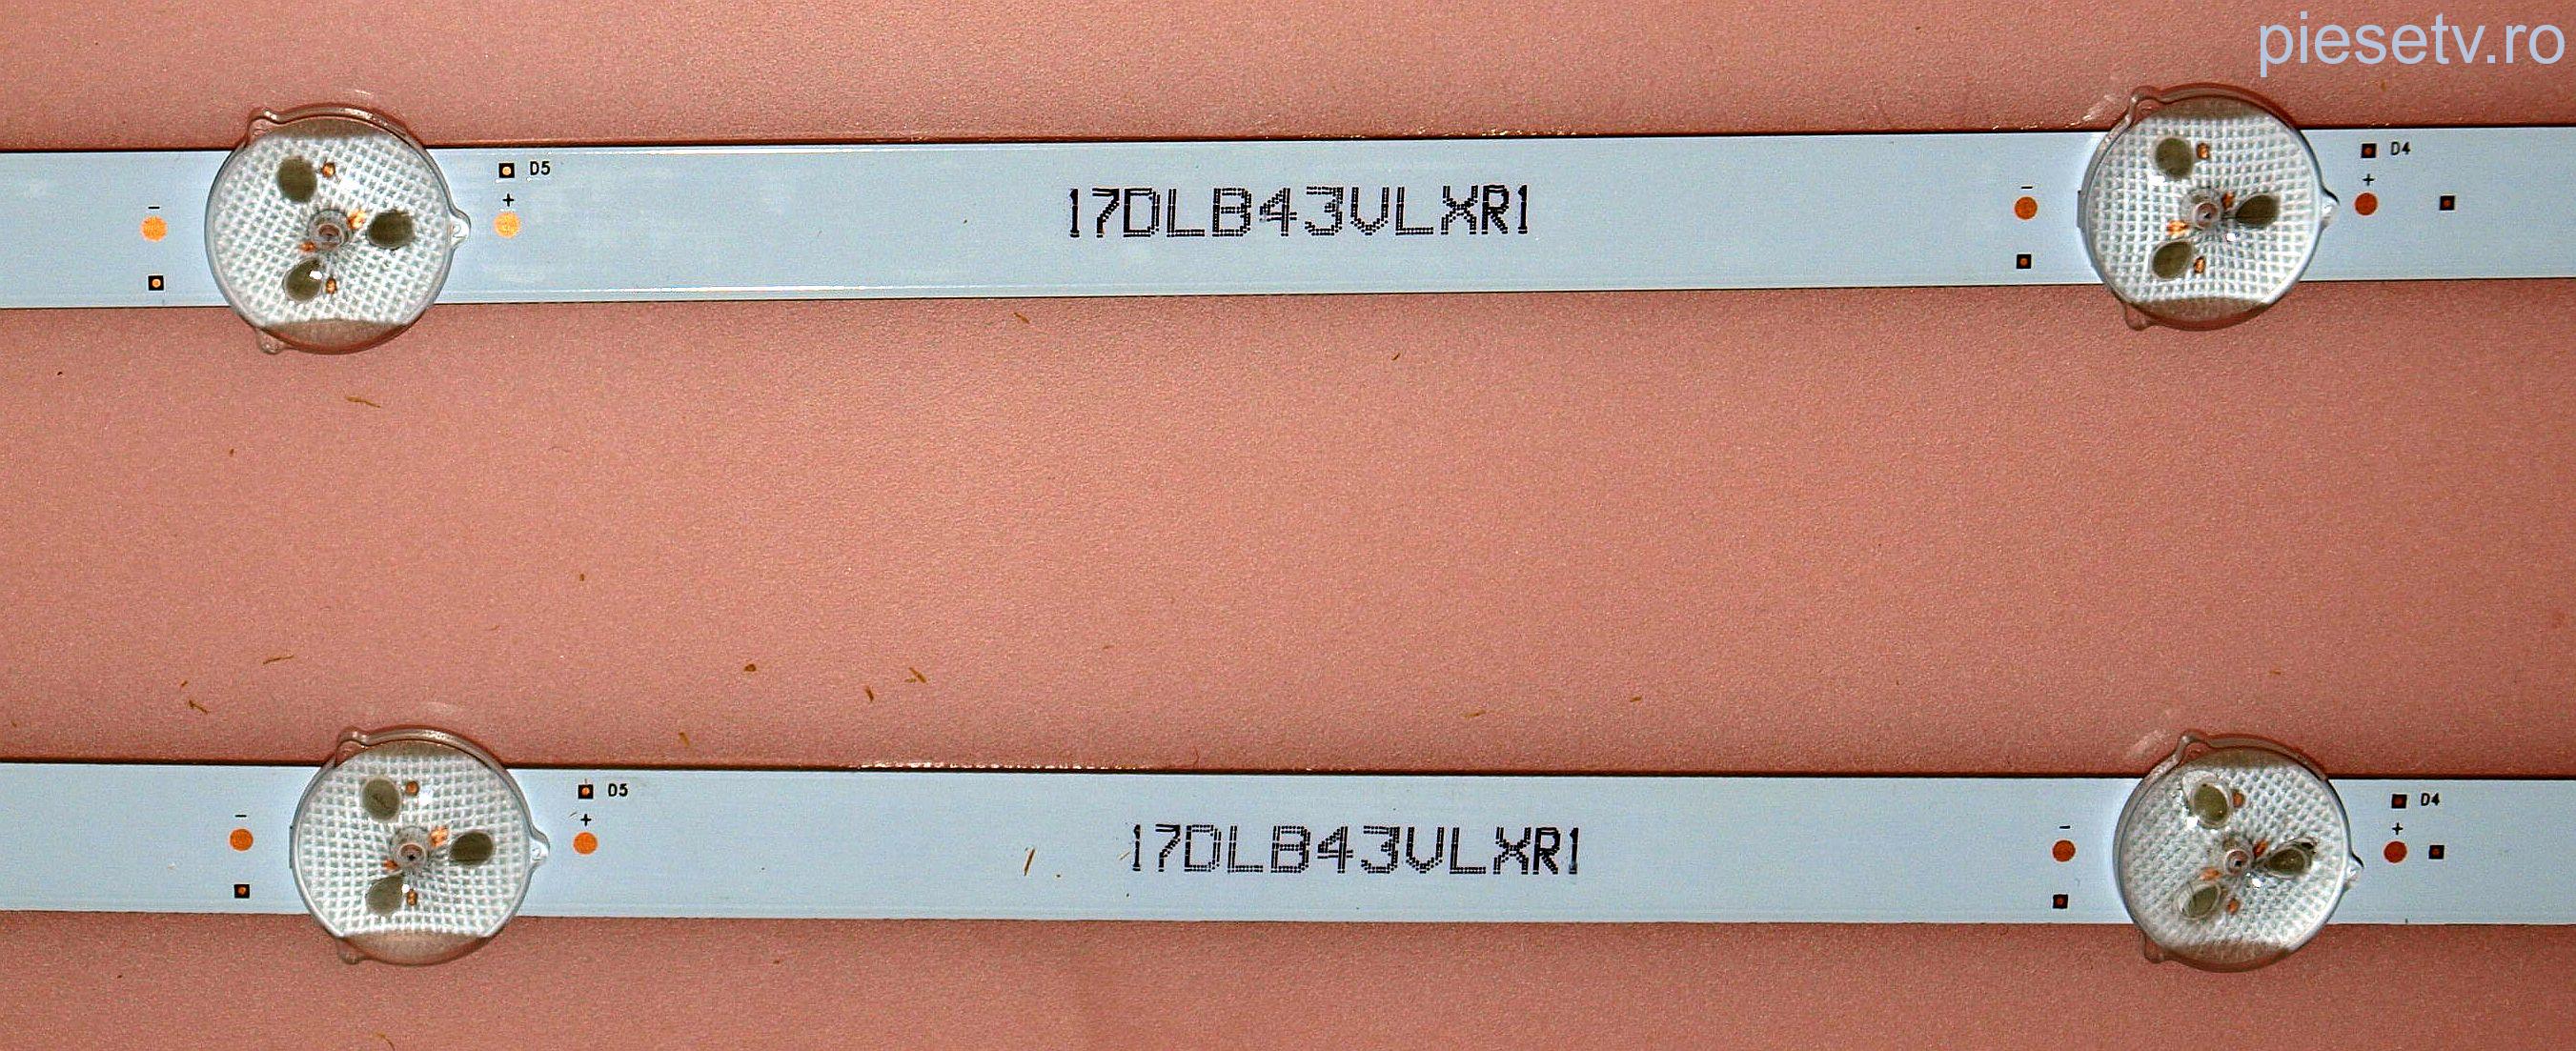 piesetv.ro
D5
D4
- + - +
17DLB43VLXR1
D5
D4
- + - +
17DLB43VLXR1